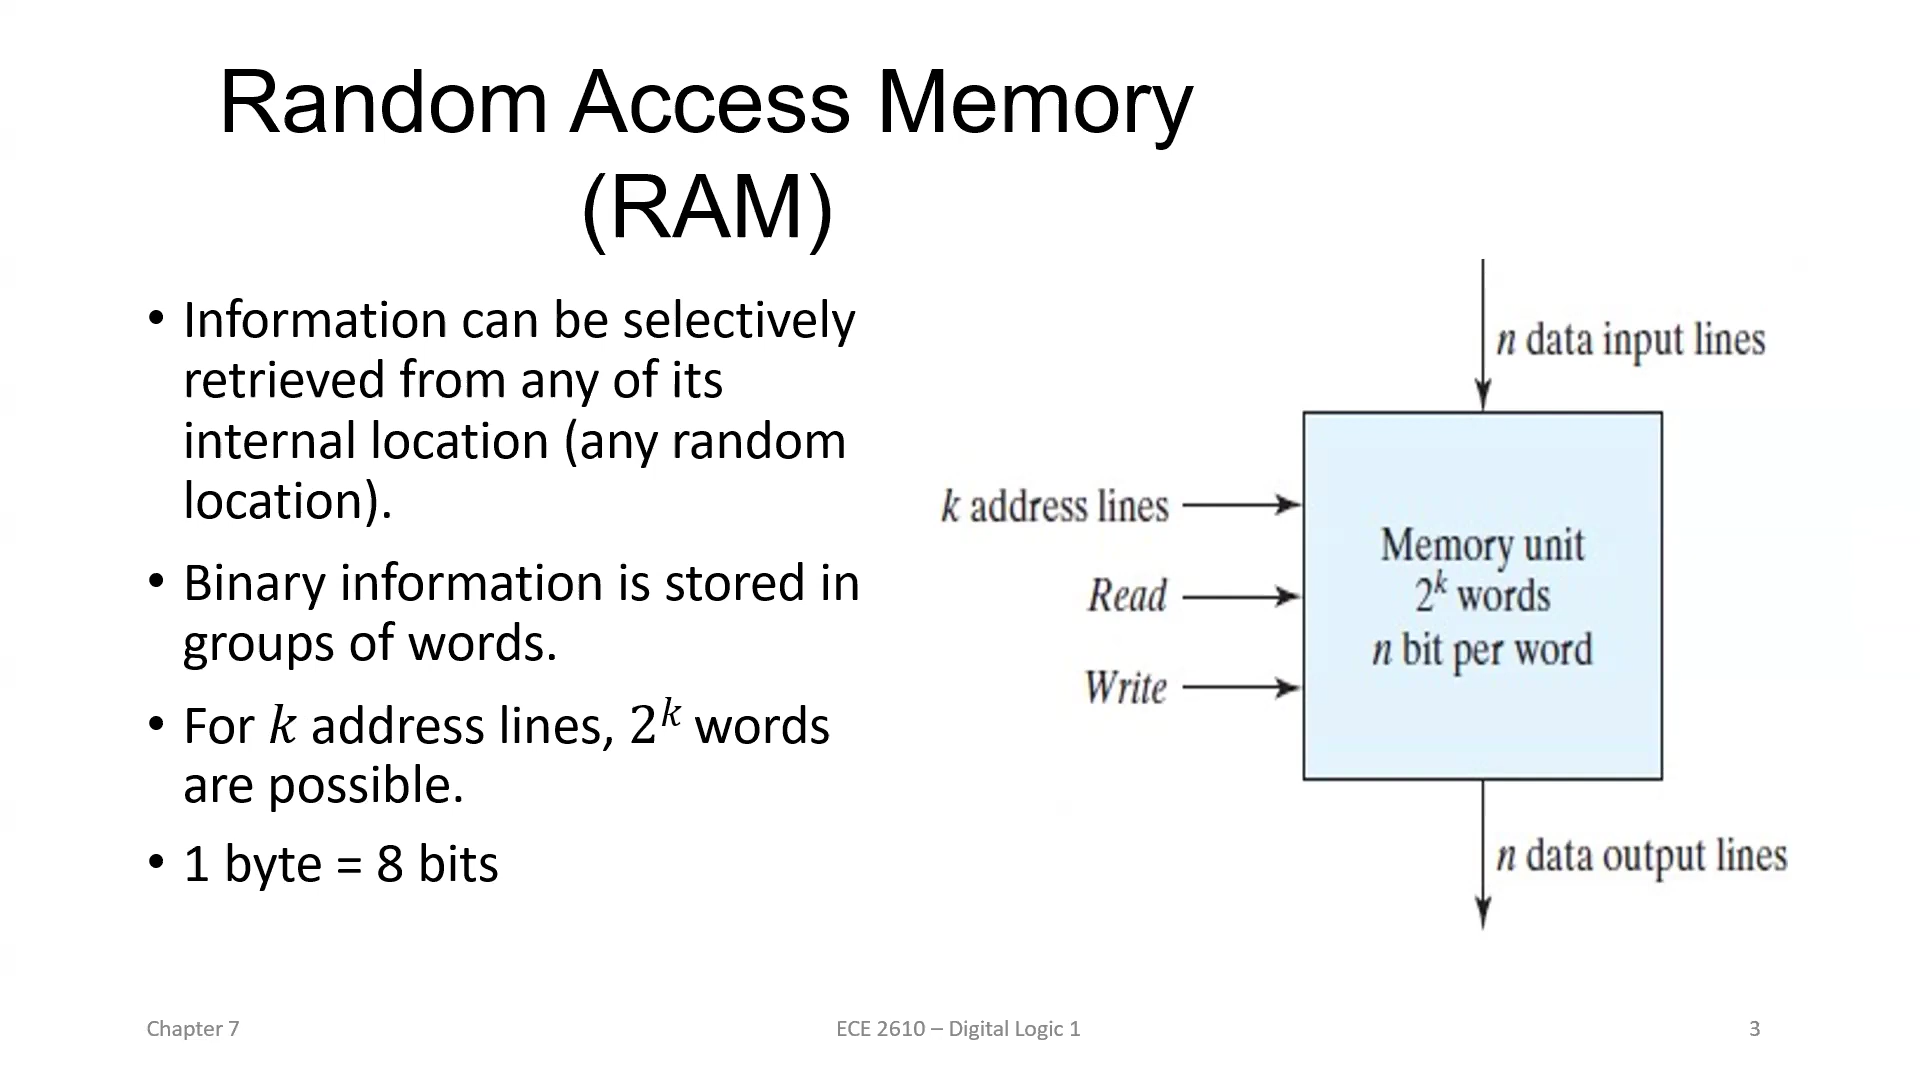 Random Access Memory
(RAM)
• Information can be selectively
retrieved from any of its
internal location (any random
location).
• Binary information is stored in
groups of words.
• For k address lines, 2^k words
are possible.
• 1 byte = 8 bits
n data input lines
k address lines
Read
Write
Memory unit
2^k words
n bit per word
n data output lines
Chapter 7
ECE 2610 – Digital Logic 1
3